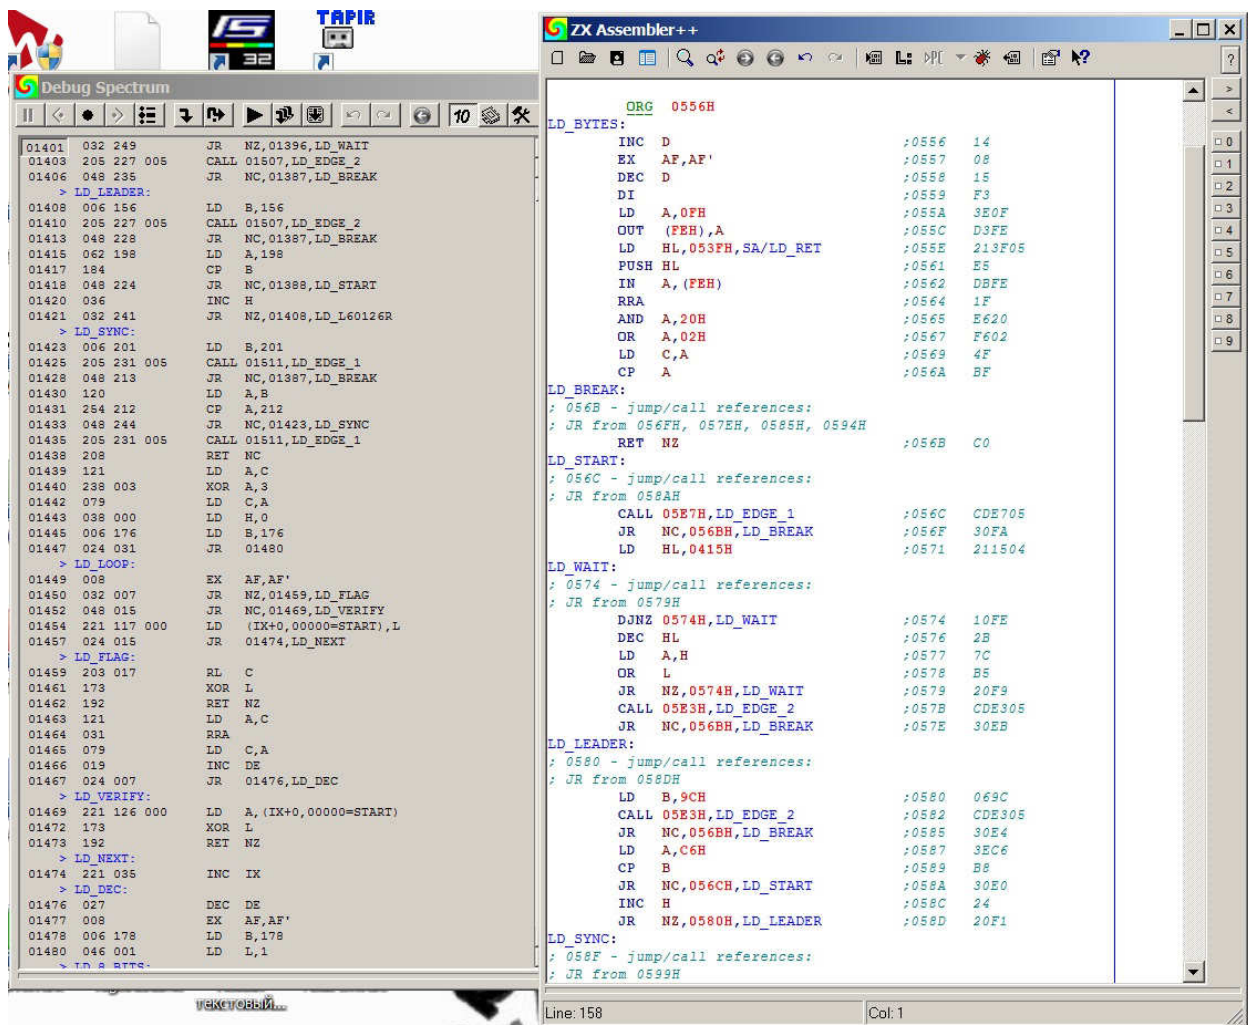 TAPIR
32
Debug Spectrum
10
01401 032 249 JR NZ,01396,LD_WAIT
01403 205 227 005 CALL 01507,LD_EDGE_2
01406 048 235 JR NC,01387,LD_BREAK
> LD_LEADER:
01408 006 156 LD B,156
01410 205 227 005 CALL 01507,LD_EDGE_2
01413 048 228 JR NC,01387,LD_BREAK
01415 062 198 LD A,198
01417 184 CP B
01418 048 224 JR NC,01388,LD_START
01420 036 INC H
01421 032 241 JR NZ,01408,LD_L60126R
> LD_SYNC:
01423 006 201 LD B,201
01425 205 231 005 CALL 01511,LD_EDGE_1
01428 048 213 JR NC,01387,LD_BREAK
01430 120 LD A,B
01431 254 212 CP A,212
01433 048 244 JR NC,01423,LD_SYNC
01435 205 231 005 CALL 01511,LD_EDGE_1
01438 208 RET NC
01439 121 LD A,C
01440 238 003 XOR A,3
01442 079 LD C,A
01443 038 000 LD H,0
01445 006 176 LD B,176
01447 024 031 JR 01480
> LD_LOOP:
01449 008 EX AF,AF'
01450 032 007 JR NZ,01459,LD_FLAG
01452 048 015 JR NC,01469,LD_VERIFY
01454 221 117 000 LD (IX+0,00000=START),L
01457 024 015 JR 01474,LD_NEXT
> LD_FLAG:
01459 203 017 RL C
01461 173 XOR L
01462 192 RET NZ
01463 121 LD A,C
01464 031 RRA
01465 079 LD C,A
01466 019 INC DE
01467 024 007 JR 01476,LD_DEC
> LD_VERIFY:
01469 221 126 000 LD A,(IX+0,00000=START)
01472 173 XOR L
01473 192 RET NZ
> LD_NEXT:
01474 221 035 INC IX
> LD_DEC:
01476 027 DEC DE
01477 008 EX AF,AF'
01478 006 178 LD B,178
01480 046 001 LD L,1
> LD_8_BITS:
текстовый...
ZX Assembler++
ORG 0556H
LD_BYTES:
INC D ;0556 14
EX AF,AF' ;0557 08
DEC D ;0558 15
DI ;0559 F3
LD A,0FH ;055A 3E0F
OUT (FEH),A ;055C D3FE
LD HL,053FH,SA/LD_RET ;055E 213F05
PUSH HL ;0561 E5
IN A,(FEH) ;0562 DBFE
RRA ;0564 1F
AND A,20H ;0565 E620
OR A,02H ;0567 F602
LD C,A ;0569 4F
CP A ;056A BF
LD_BREAK:
; 056B - jump/call references:
; JR from 056FH, 057EH, 0585H, 0594H
RET NZ ;056B C0
LD_START:
; 056C - jump/call references:
; JR from 058AH
CALL 05E7H,LD_EDGE_1 ;056C CDE705
JR NC,056BH,LD_BREAK ;056F 30FA
LD HL,0415H ;0571 211504
LD_WAIT:
; 0574 - jump/call references:
; JR from 0579H
DJNZ 0574H,LD_WAIT ;0574 10FE
DEC HL ;0576 2B
LD A,H ;0577 7C
OR L ;0578 B5
JR NZ,0574H,LD_WAIT ;0579 20F9
CALL 05E3H,LD_EDGE_2 ;057B CDE305
JR NC,056BH,LD_BREAK ;057E 30EB
LD_LEADER:
; 0580 - jump/call references:
; JR from 058DH
LD B,9CH ;0580 069C
CALL 05E3H,LD_EDGE_2 ;0582 CDE305
JR NC,056BH,LD_BREAK ;0585 30E4
LD A,C6H ;0587 3EC6
CP B ;0589 B8
JR NC,056CH,LD_START ;058A 30E0
INC H ;058C 24
JR NZ,0580H,LD_LEADER ;058D 20F1
LD_SYNC:
; 058F - jump/call references:
; JR from 0599H
Line: 158 Col: 1
?
>
<
0
1
2
3
4
5
6
7
8
9